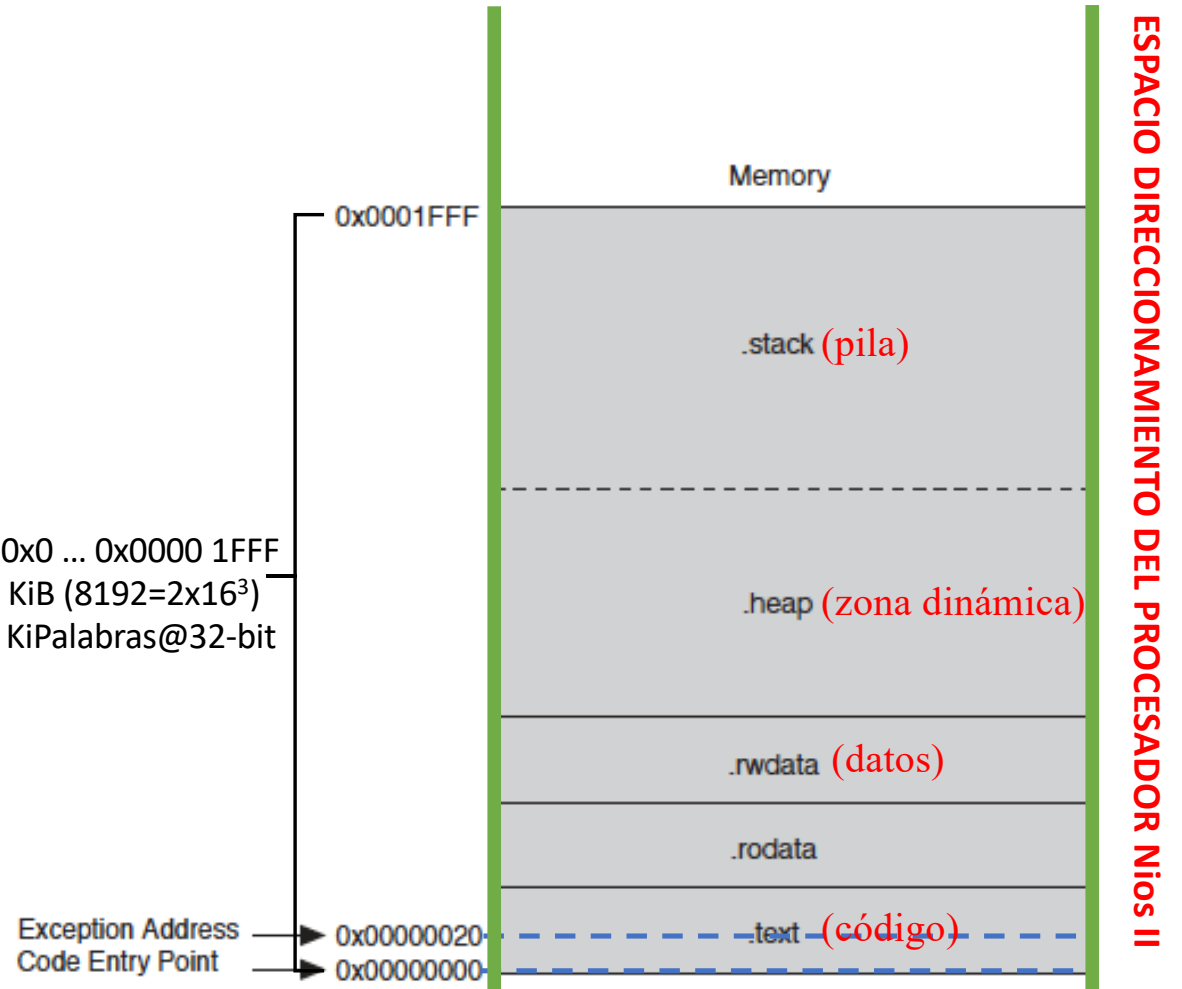 Memory
0x0001FFF
.stack (pila)
0x0 ... 0x0000 1FFF
KiB (8192=2x16³)
KiPalabras@32-bit
.heap (zona dinámica)
.rwdata (datos)
.rodata
.text (código)
Exception Address
0x00000020
Code Entry Point
0x00000000
ESPACIO DIRECCIONAMIENTO DEL PROCESADOR Nios II